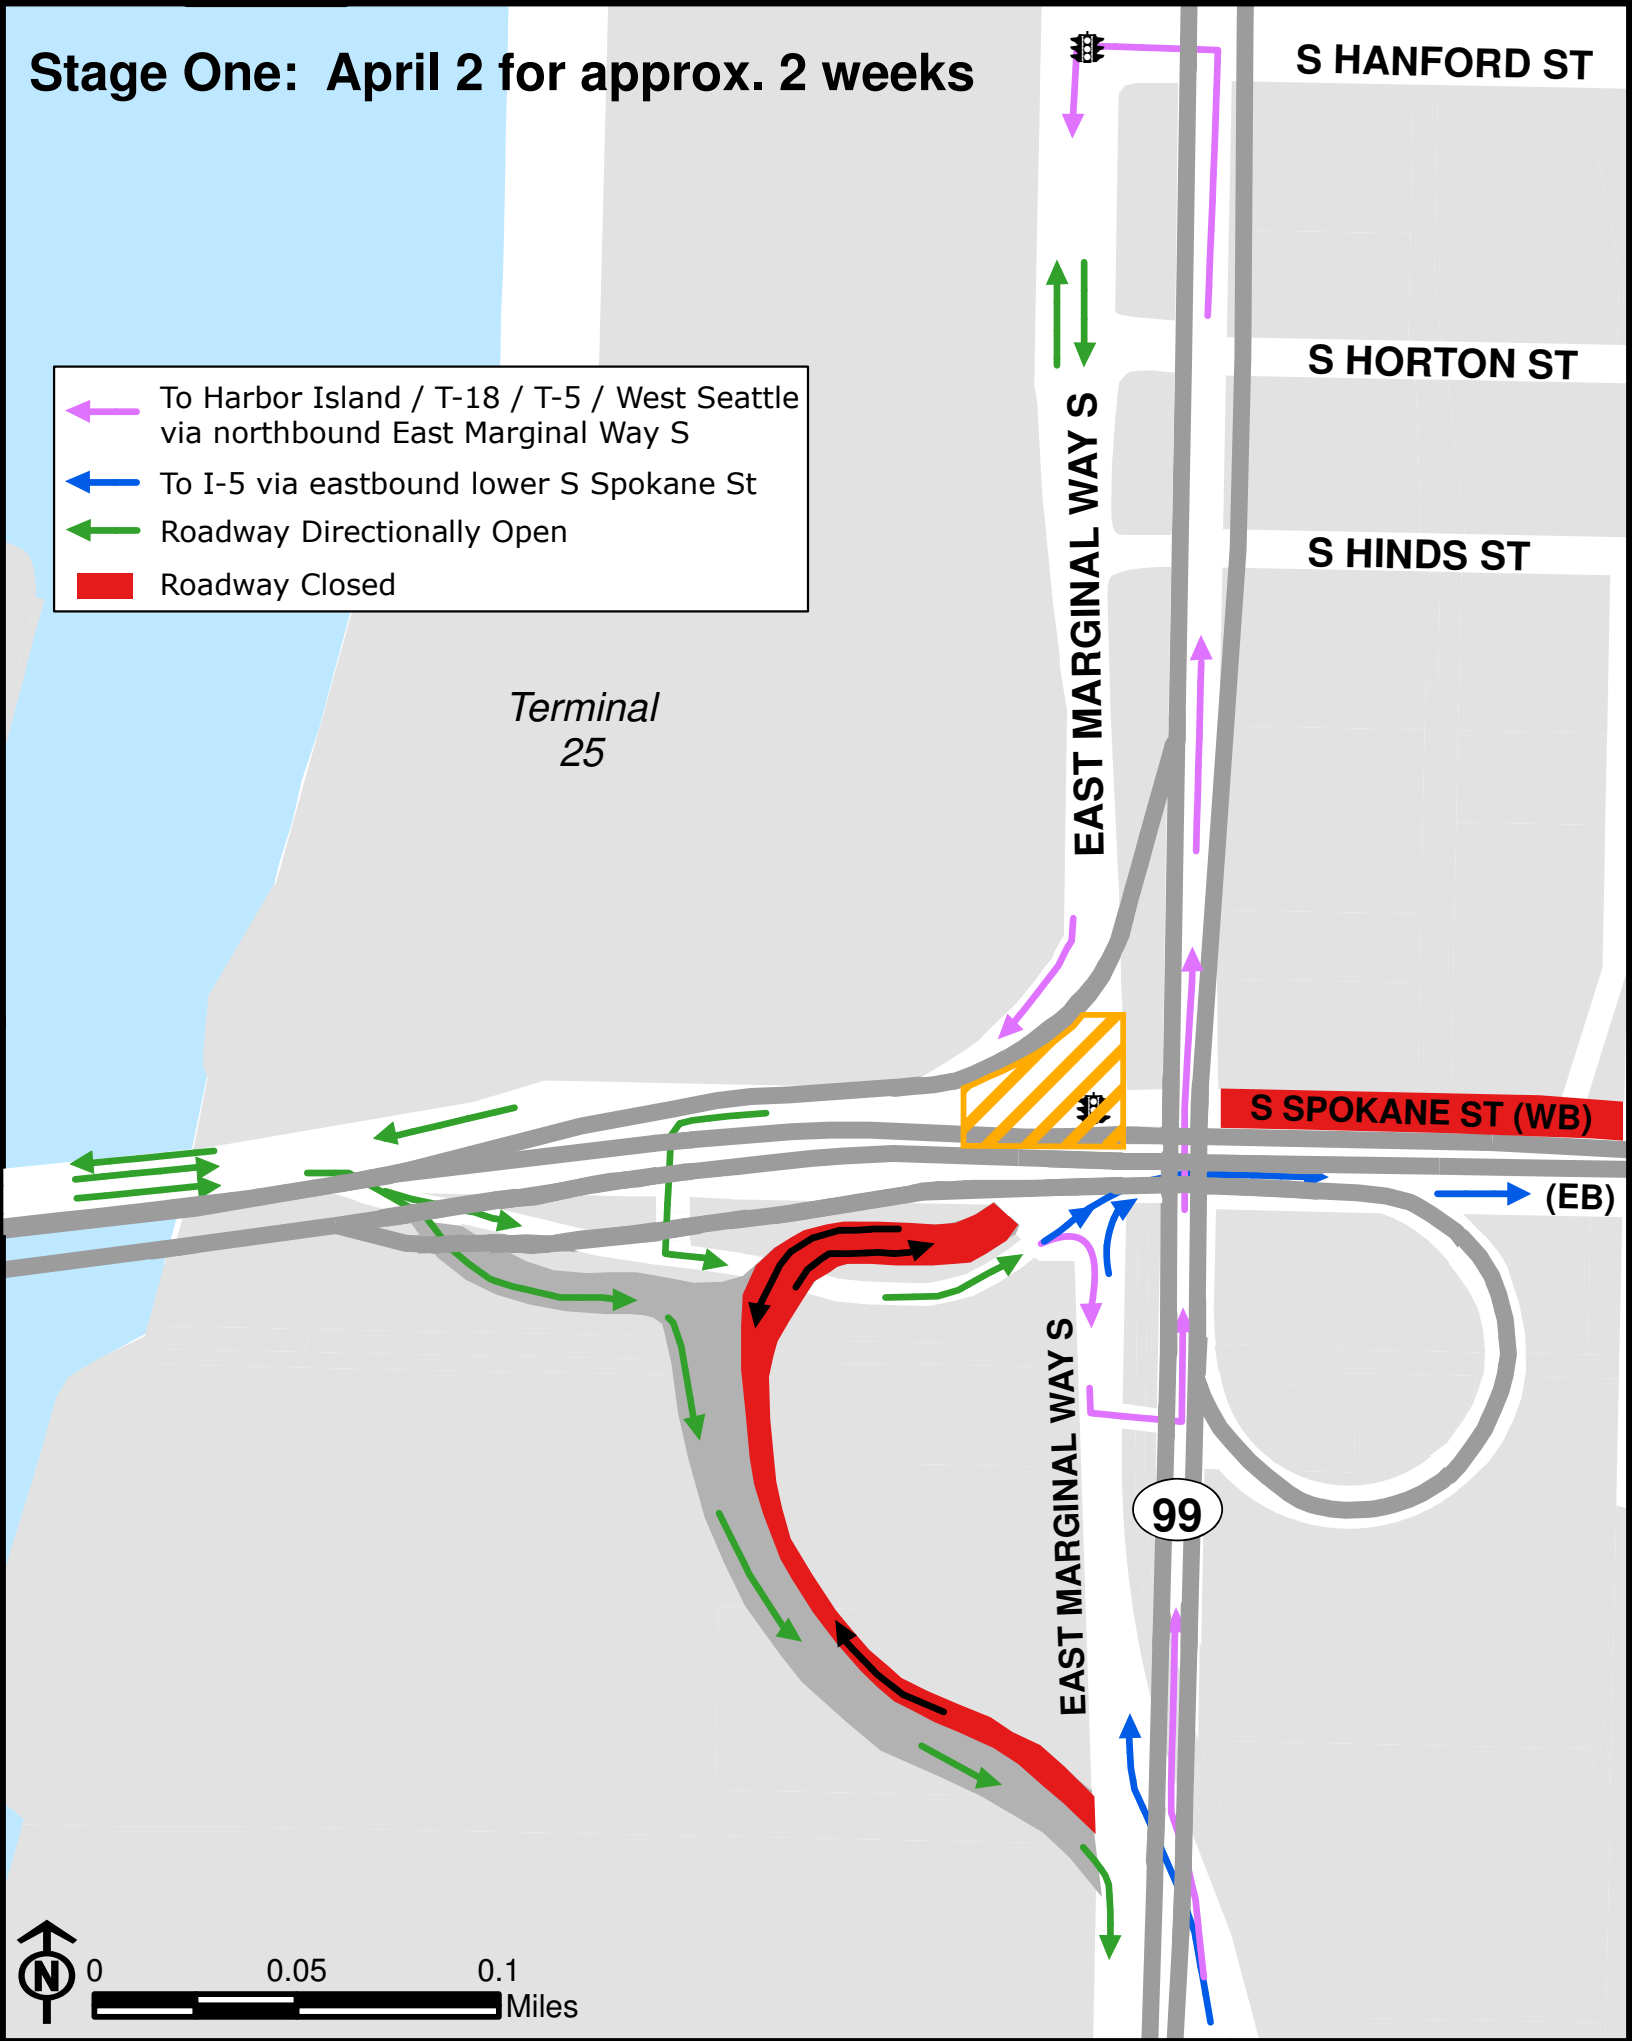 Stage One:  April 2 for approx. 2 weeks
S HANFORD ST
S HORTON ST
To Harbor Island / T-18 / T-5 / West Seattle
via northbound East Marginal Way S
To I-5 via eastbound lower S Spokane St
Roadway Directionally Open
Roadway Closed
S HINDS ST
EAST MARGINAL WAY S
Terminal
25
S SPOKANE ST (WB)
(EB)
EAST MARGINAL WAY S
99
N
0 0.05 0.1
Miles